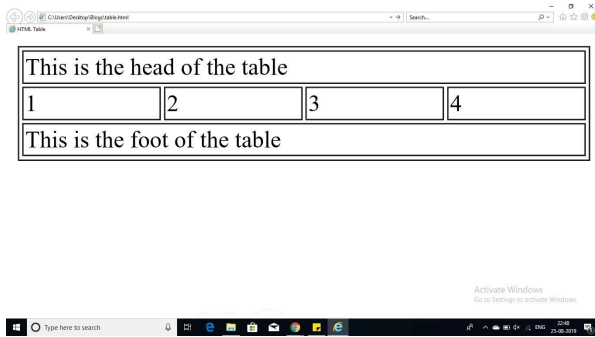 C:\Users\Desktop\Blogs\table.html
Search...
HTML Table
This is the head of the table
1 2 3 4
This is the foot of the table
Activate Windows
Go to Settings to activate Windows.
Type here to search
ENG
22:48
25-08-2019